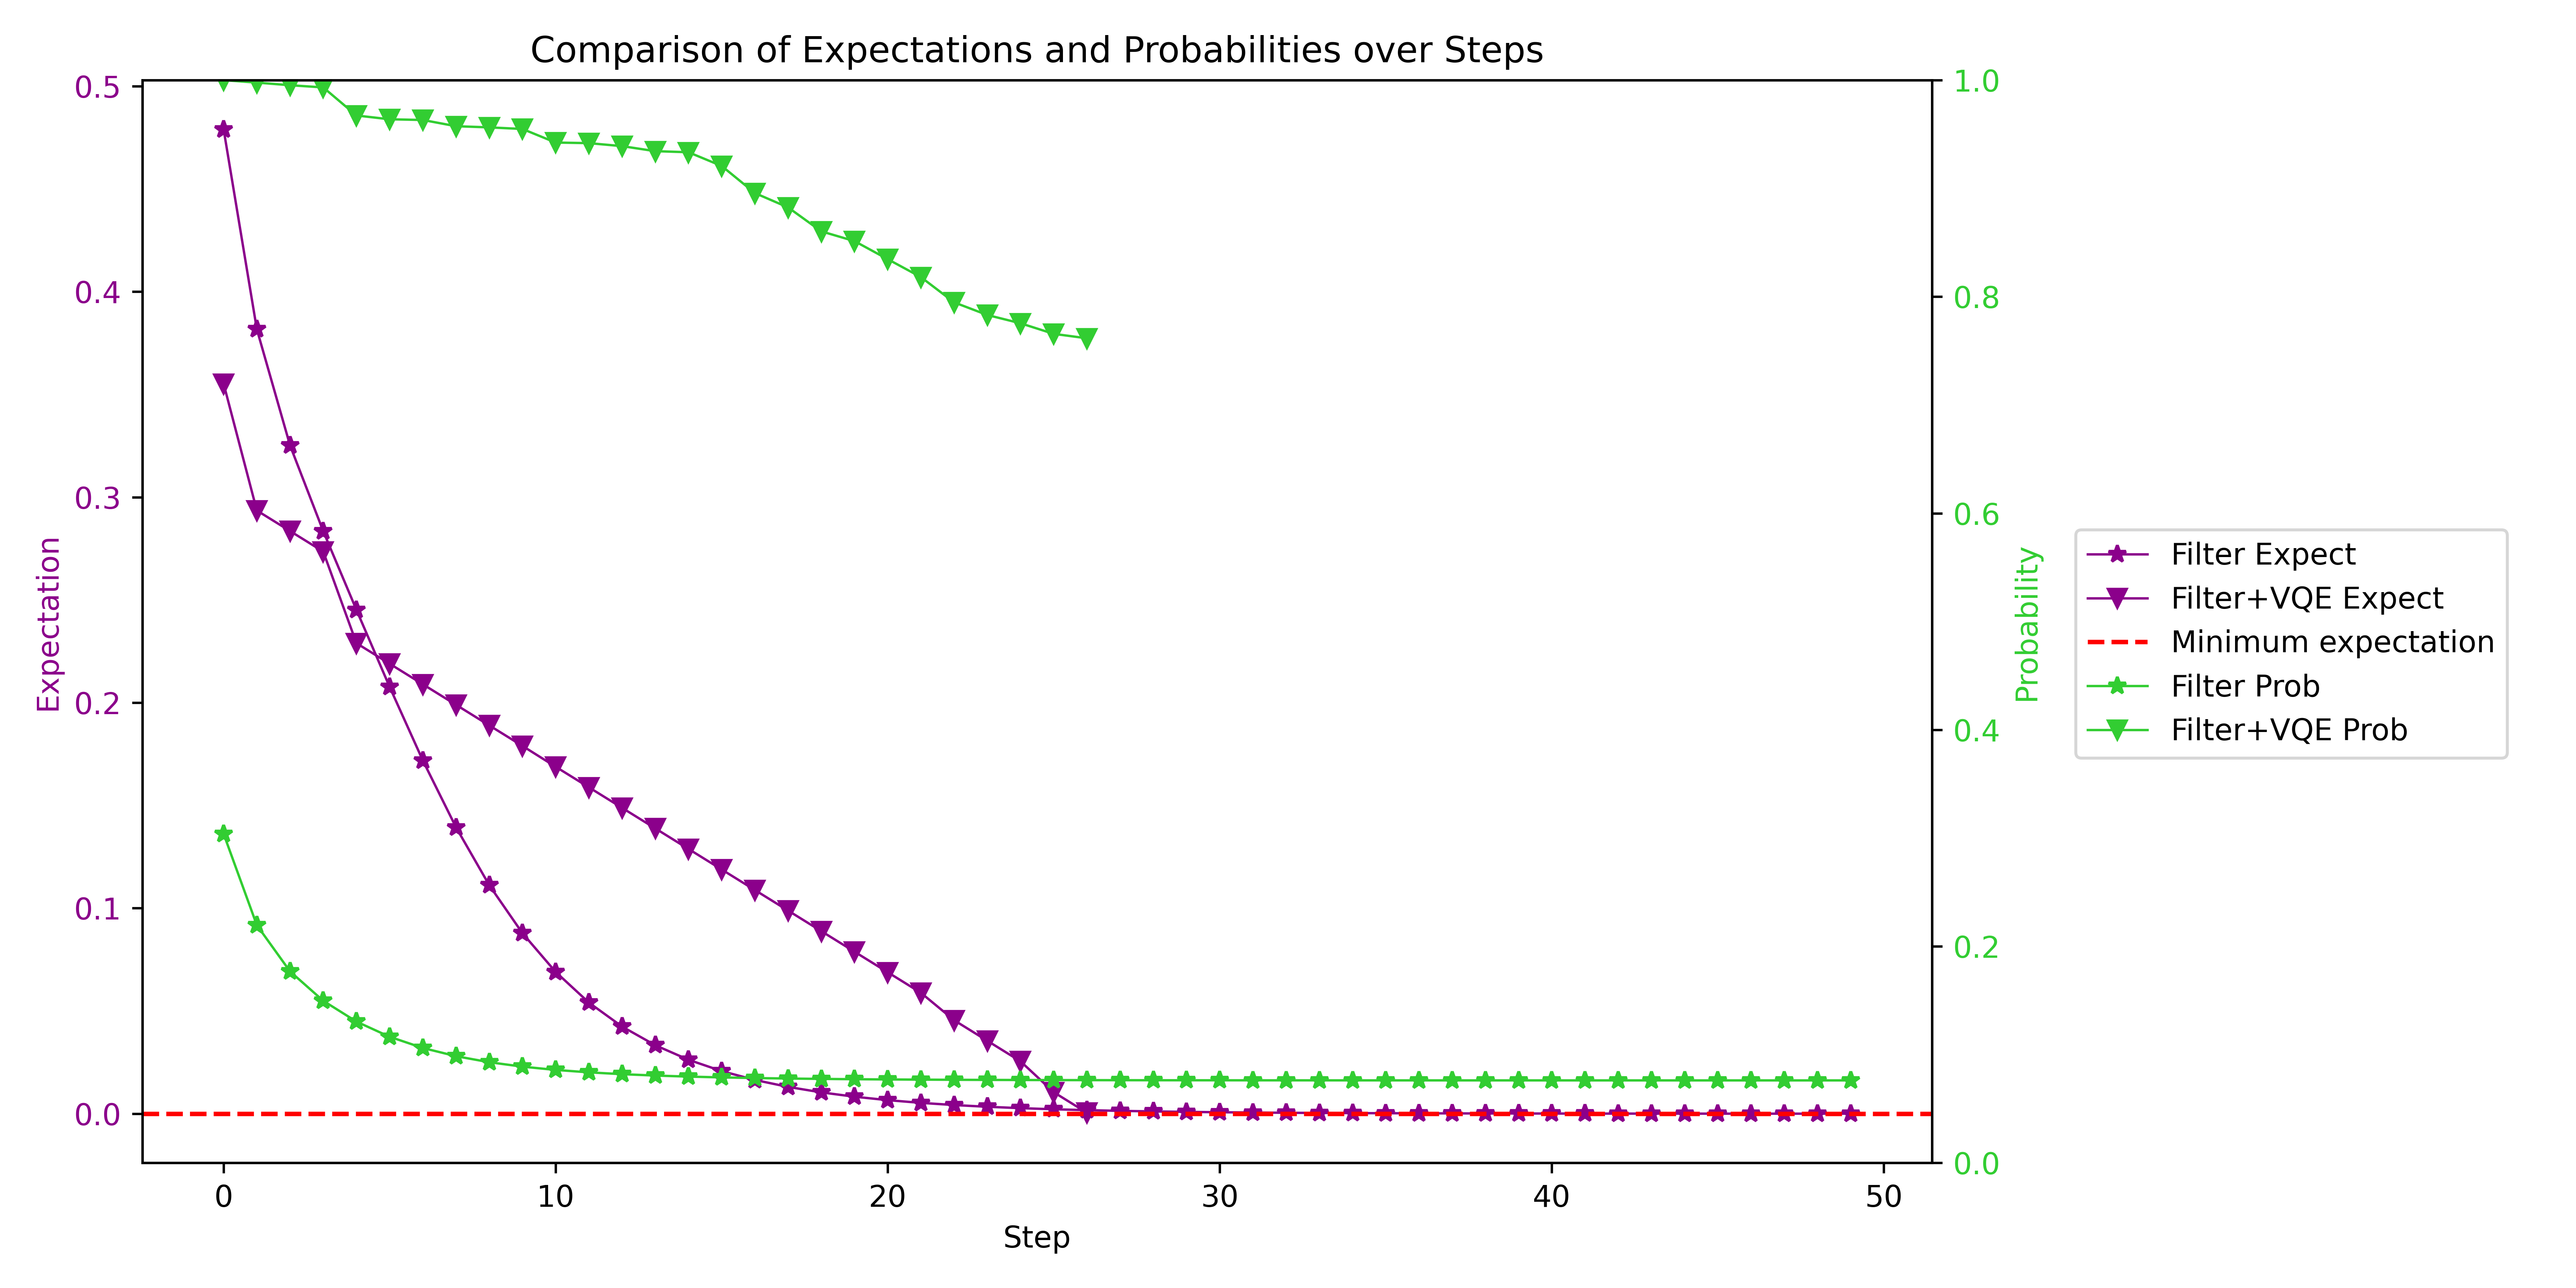 Comparison of Expectations and Probabilities over Steps
Expectation
0.5
0.4
0.3
0.2
0.1
0.0
0
10
20
30
40
50
Step
1.0
0.8
0.6
0.4
0.2
0.0
Probability
Filter Expect
Filter+VQE Expect
Minimum expectation
Filter Prob
Filter+VQE Prob